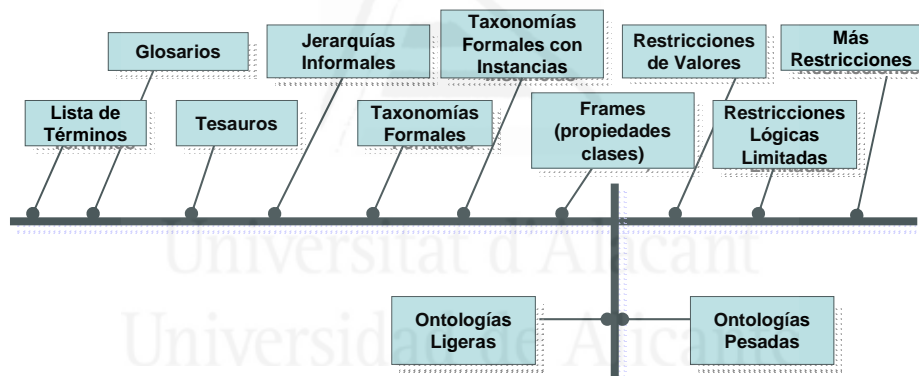 Glosarios
Jerarquías
Informales
Taxonomías
Formales con
Instancias
Restricciones
de Valores
Más
Restricciones
Lista de
Términos
Tesauros
Taxonomías
Formales
Frames
(propiedades
clases)
Restricciones
Lógicas
Limitadas
Universitat d'Alacant
Ontologías
Ligeras
Ontologías
Pesadas
Universidad de Alicante